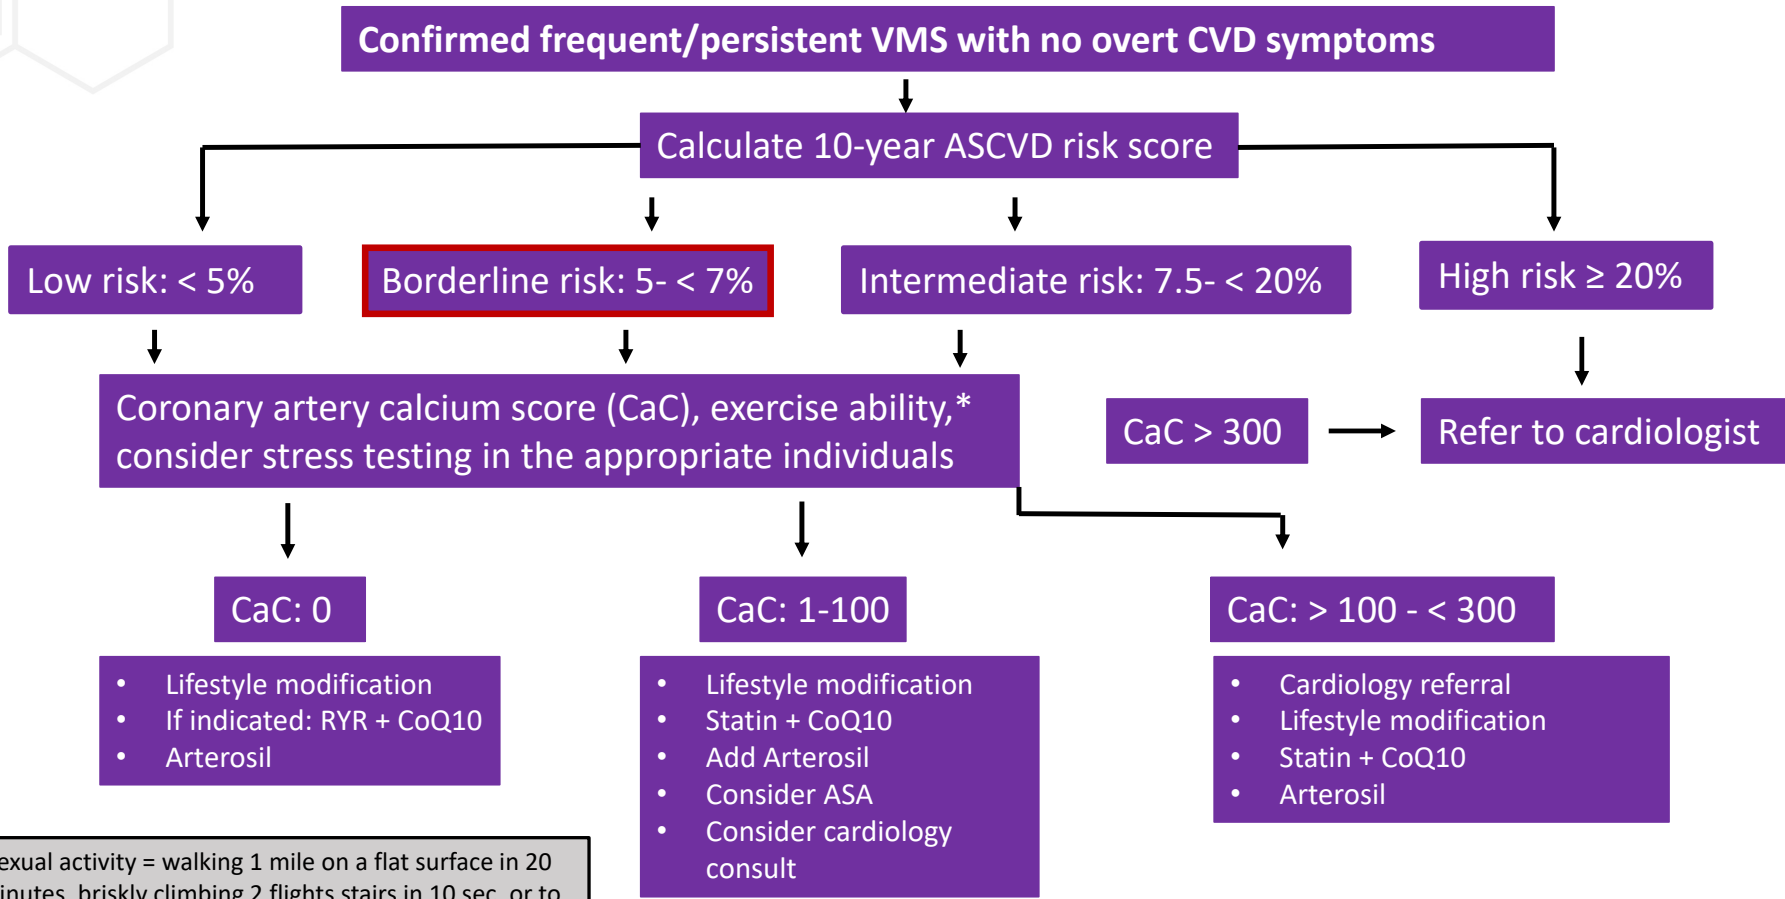 Confirmed frequent/persistent VMS with no overt CVD symptoms
Calculate 10-year ASCVD risk score
Low risk: < 5%
Borderline risk: 5- < 7%
Intermediate risk: 7.5- < 20%
High risk ≥ 20%
Coronary artery calcium score (CaC), exercise ability,*
consider stress testing in the appropriate individuals
CaC > 300
Refer to cardiologist
CaC: 0
• Lifestyle modification
• If indicated: RYR + CoQ10
• Arterosil
CaC: 1-100
• Lifestyle modification
• Statin + CoQ10
• Add Arterosil
• Consider ASA
• Consider cardiology
consult
CaC: > 100 - < 300
• Cardiology referral
• Lifestyle modification
• Statin + CoQ10
• Arterosil
exual activity = walking 1 mile on a flat surface in 20
inutes, briskly climbing 2 flights stairs in 10 sec, or to